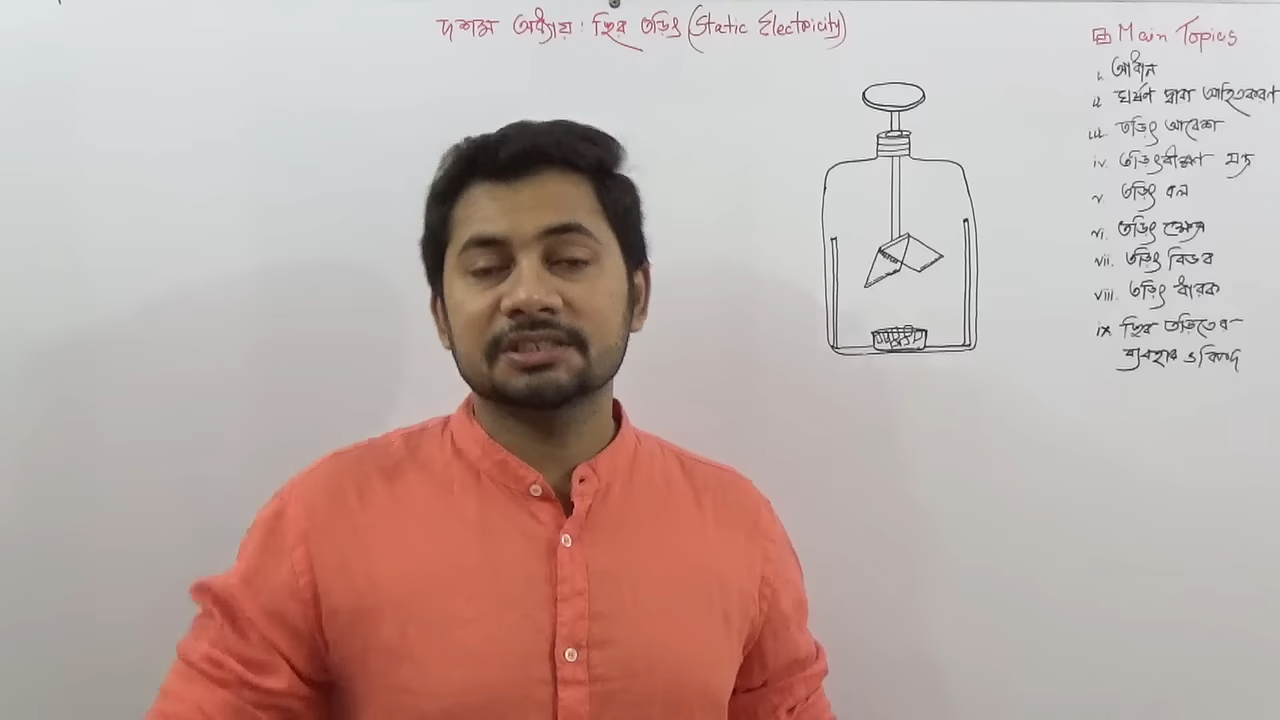 দশম অধ্যায়: স্থির তড়িৎ (Static Electricity)
Main Topics
i. আধান
ii. ঘর্ষণ দ্বারা আহিতকরণ
iii. তড়িৎ আবেশ
iv. তড়িৎবীক্ষণ যন্ত্র
v. তড়িৎ বল
vi. তড়িৎ ক্ষেত্র
vii. তড়িৎ বিভব
viii. তড়িৎ ধারক
ix স্থির তড়িতের
ব্যবহার ও বিপদ